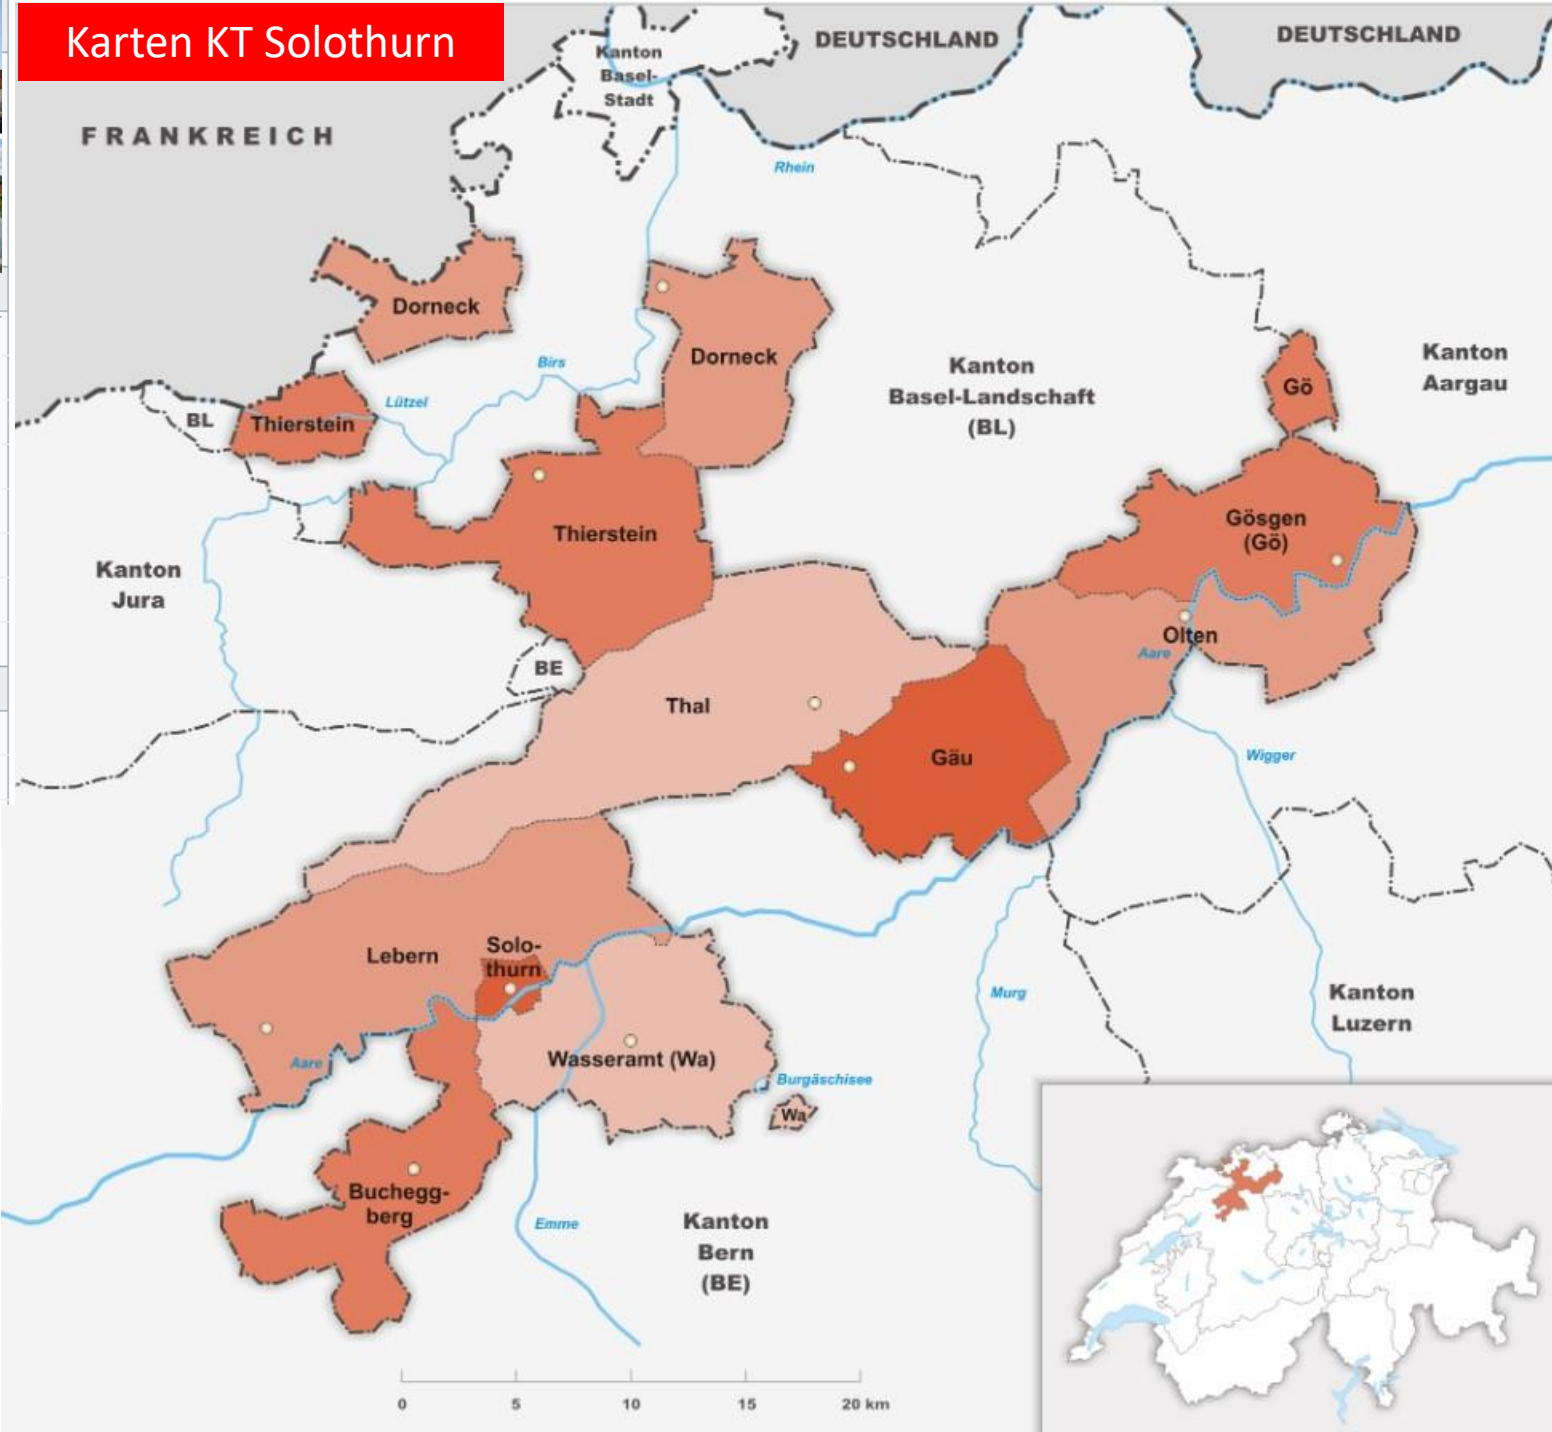 Karten KT Solothurn
Kanton
Basel-
Stadt
DEUTSCHLAND
DEUTSCHLAND
FRANKREICH
Rhein
Dorneck
Dorneck
Birs
Kanton
Basel-Landschaft
(BL)
Kanton
Aargau
Gö
Lützel
BL
Thierstein
Thierstein
Gösgen
(Gö)
Kanton
Jura
Olten
Aare
BE
Thal
Gäu
Wigger
Lebern
Solo-
thurn
Murg
Kanton
Luzern
Aare
Wasseramt (Wa)
Burgäschisee
Wa
Buchegg-
berg
Emme
Kanton
Bern
(BE)
0 5 10 15 20 km